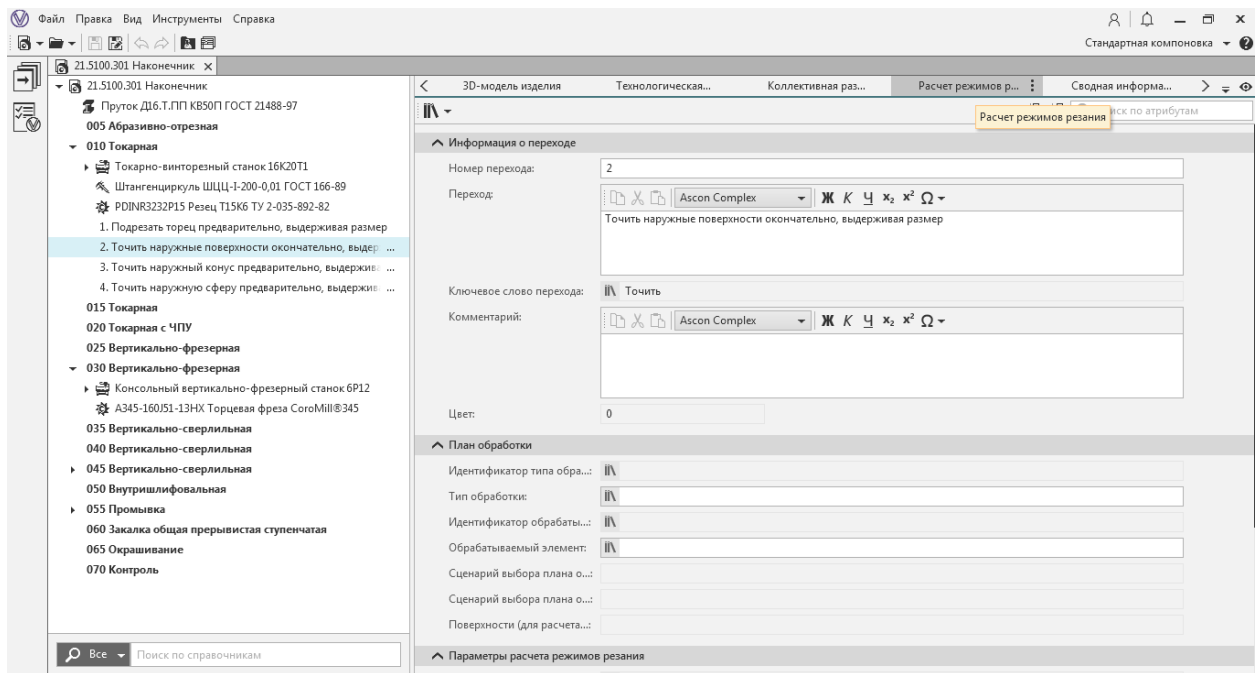 Файл Правка Вид Инструменты Справка
Стандартная компоновка
21.5100.301 Наконечник
21.5100.301 Наконечник
Пруток Д16.Т.ПП КВ50П ГОСТ 21488-97
005 Абразивно-отрезная
010 Токарная
Токарно-винторезный станок 16К20Т1
Штангенциркуль ШЦЦ-I-200-0,01 ГОСТ 166-89
PDINR3232P15 Резец Т15К6 ТУ 2-035-892-82
1. Подрезать торец предварительно, выдерживая размер
2. Точить наружные поверхности окончательно, выдер ...
3. Точить наружный конус предварительно, выдержива ...
4. Точить наружную сферу предварительно, выдержив ...
015 Токарная
020 Токарная с ЧПУ
025 Вертикально-фрезерная
030 Вертикально-фрезерная
Консольный вертикально-фрезерный станок 6Р12
A345-160J51-13HX Торцевая фреза CoroMill®345
035 Вертикально-сверлильная
040 Вертикально-сверлильная
045 Вертикально-сверлильная
050 Внутришлифовальная
055 Промывка
060 Закалка общая прерывистая ступенчатая
065 Окрашивание
070 Контроль
Все Поиск по справочникам
3D-модель изделия Технологическая... Коллективная раз... Расчет режимов р... Сводная информа...
Расчет режимов резания
иск по атрибутам
Информация о переходе
Номер перехода: 2
Переход: Ascon Complex Ж К Ч x₂ x² Ω
Точить наружные поверхности окончательно, выдерживая размер
Ключевое слово перехода: Точить
Комментарий: Ascon Complex Ж К Ч x₂ x² Ω
Цвет: 0
План обработки
Идентификатор типа обра...:
Тип обработки:
Идентификатор обрабаты...:
Обрабатываемый элемент:
Сценарий выбора плана о...:
Сценарий выбора плана о...:
Поверхности (для расчета...:
Параметры расчета режимов резания